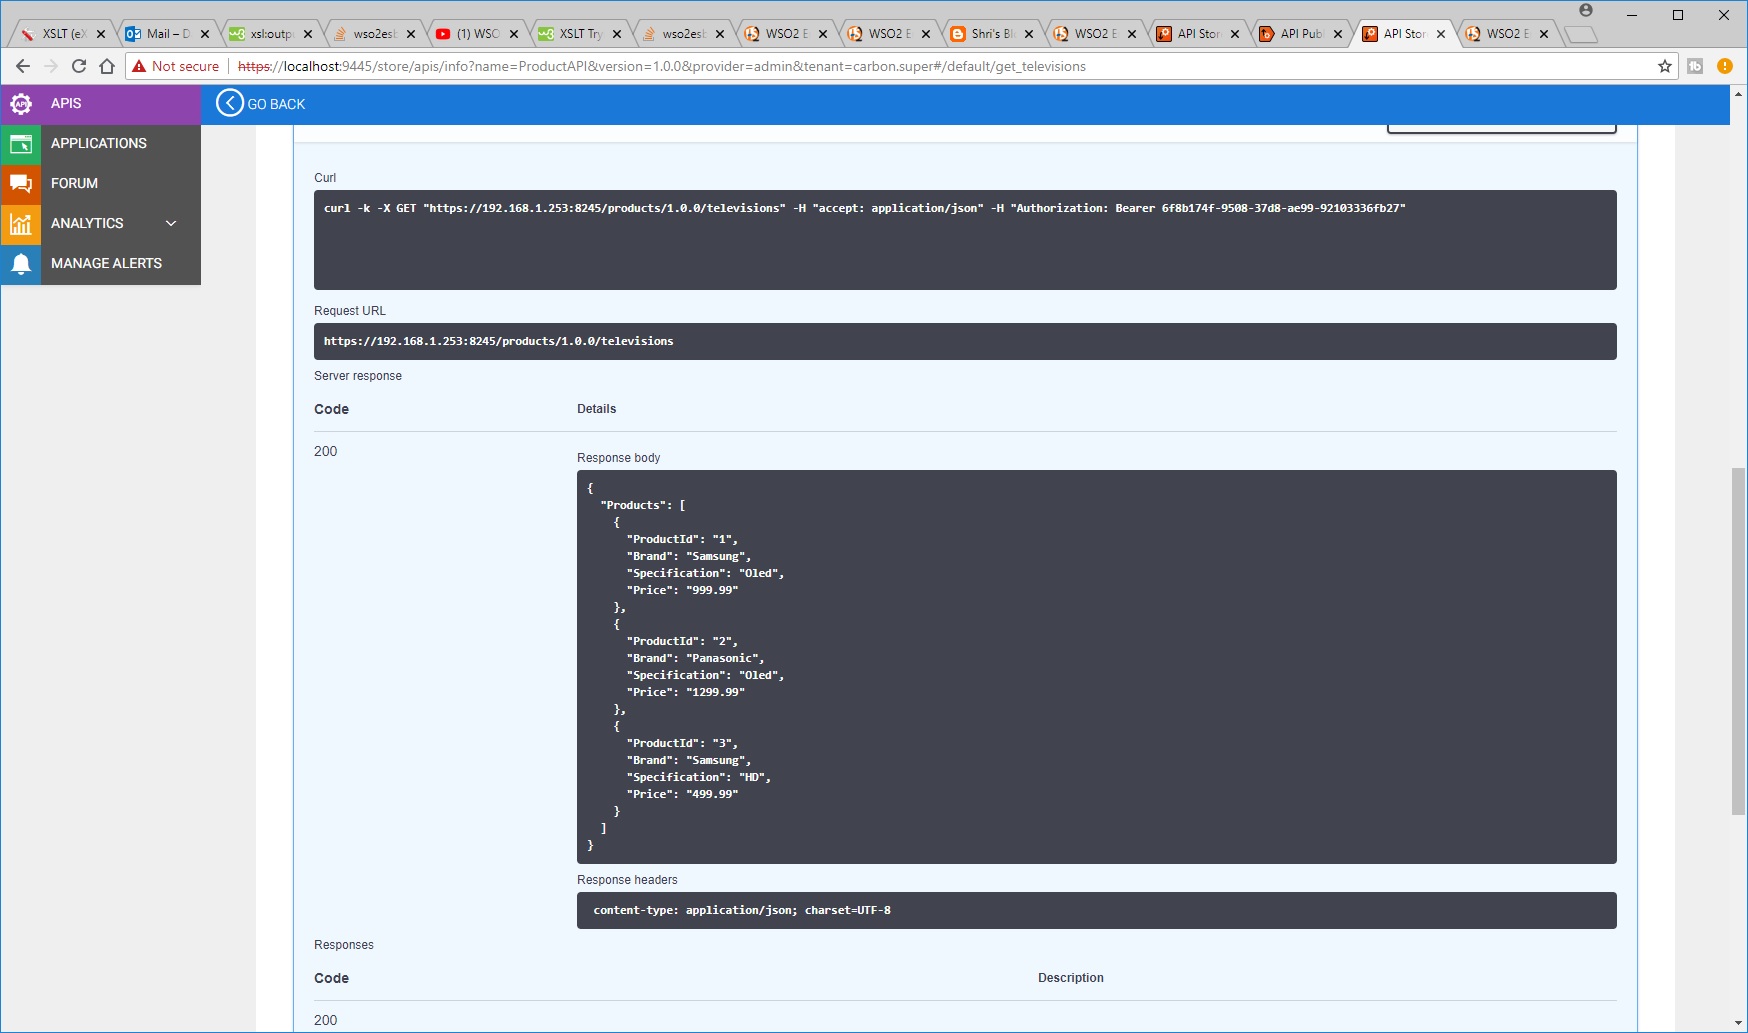 XSLT (eX
Mail – D
xsl:outpu
wso2esb
(1) WSO
XSLT Try
wso2esb
WSO2 E
WSO2 E
Shri's Bl
WSO2 E
API Stor
API Publ
API Stor
WSO2 E
Not secure
https://localhost:9445/store/apis/info?name=ProductAPI&version=1.0.0&provider=admin&tenant=carbon.super#/default/get_televisions
APIS
GO BACK
APPLICATIONS
FORUM
ANALYTICS
MANAGE ALERTS
Curl
curl -k -X GET "https://192.168.1.253:8245/products/1.0.0/televisions" -H "accept: application/json" -H "Authorization: Bearer 6f8b174f-9508-37d8-ae99-92103336fb27"
Request URL
https://192.168.1.253:8245/products/1.0.0/televisions
Server response
Code Details
200
Response body
{
"Products": [
{
"ProductId": "1",
"Brand": "Samsung",
"Specification": "Oled",
"Price": "999.99"
},
{
"ProductId": "2",
"Brand": "Panasonic",
"Specification": "Oled",
"Price": "1299.99"
},
{
"ProductId": "3",
"Brand": "Samsung",
"Specification": "HD",
"Price": "499.99"
}
]
}
Response headers
content-type: application/json; charset=UTF-8
Responses
Code Description
200